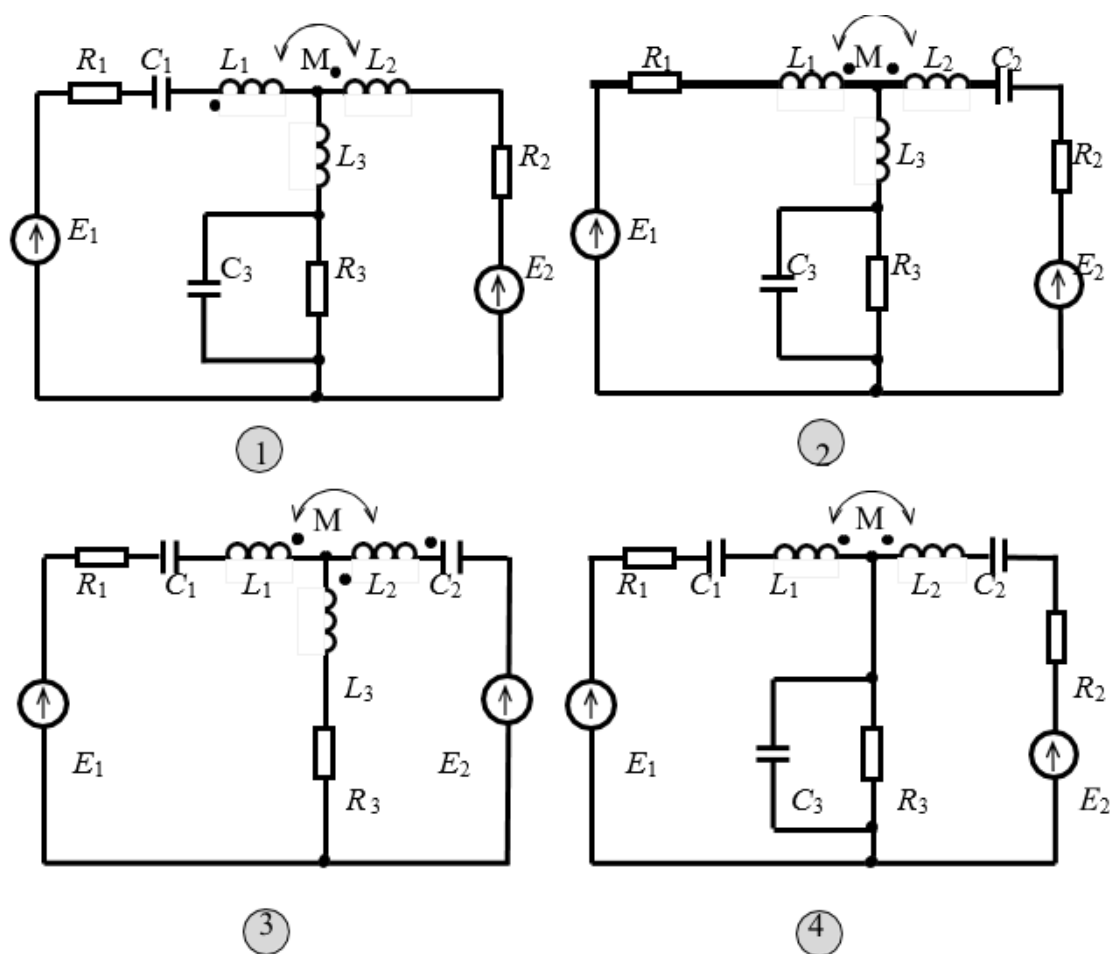 R1 C1 L1 M L2
L3 R2
E1 C3 R3 E2
1
R1 L1 M L2 C2
L3 R2
E1 C3 R3 E2
2
M
R1 C1 L1 L2 C2
L3
E1 E2
R3
3
M
R1 C1 L1 L2 C2
R2
E1 C3 R3 E2
4